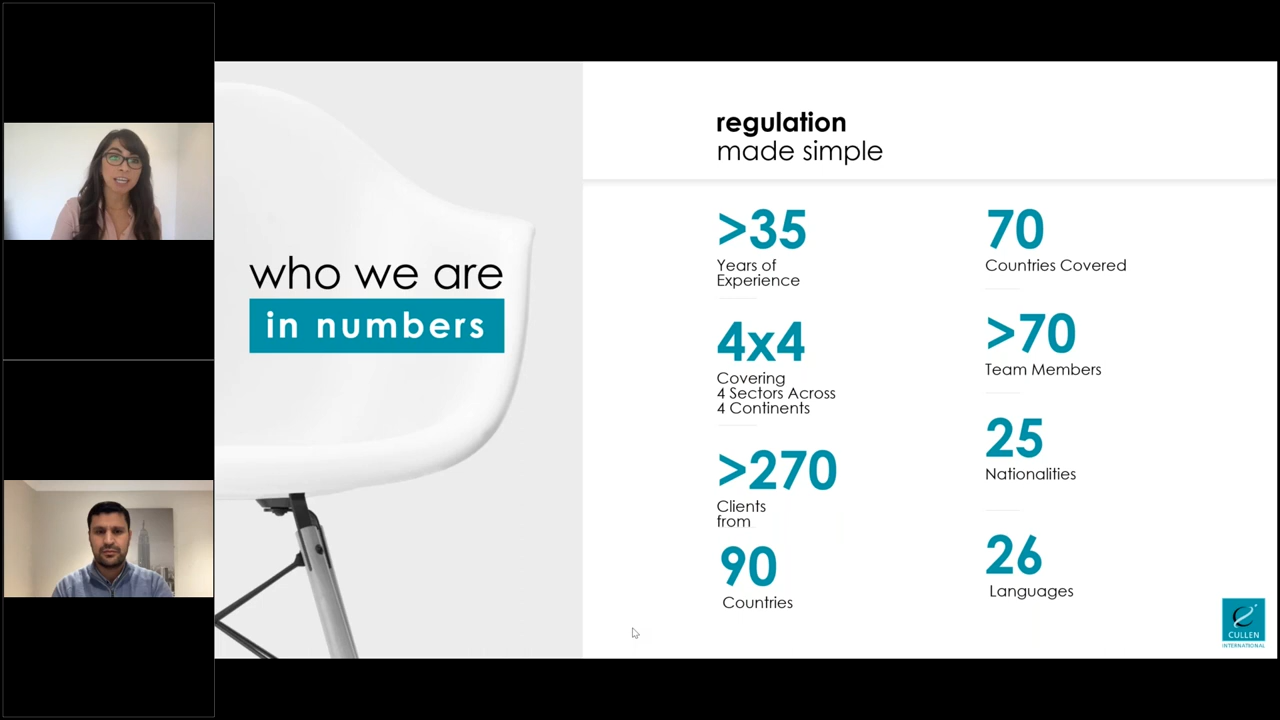 who we are
in numbers
regulation
made simple
>35
Years of
Experience
4x4
Covering
4 Sectors Across
4 Continents
>270
Clients
from
90
Countries
70
Countries Covered
>70
Team Members
25
Nationalities
26
Languages
CULLEN
INTERNATIONAL